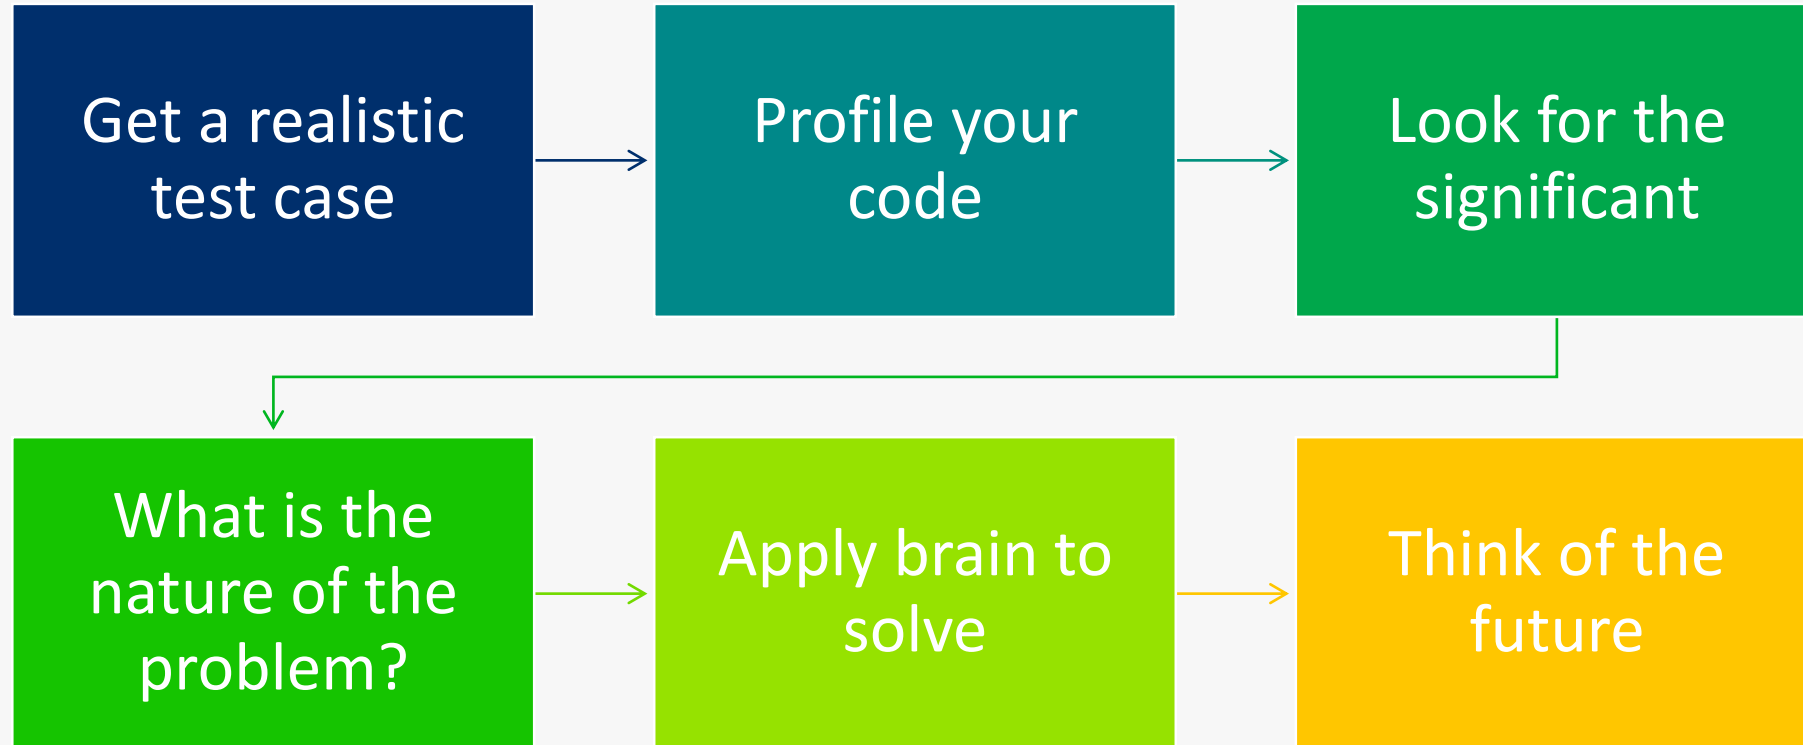 Get a realistic
test case
Profile your
code
Look for the
significant
What is the
nature of the
problem?
Apply brain to
solve
Think of the
future